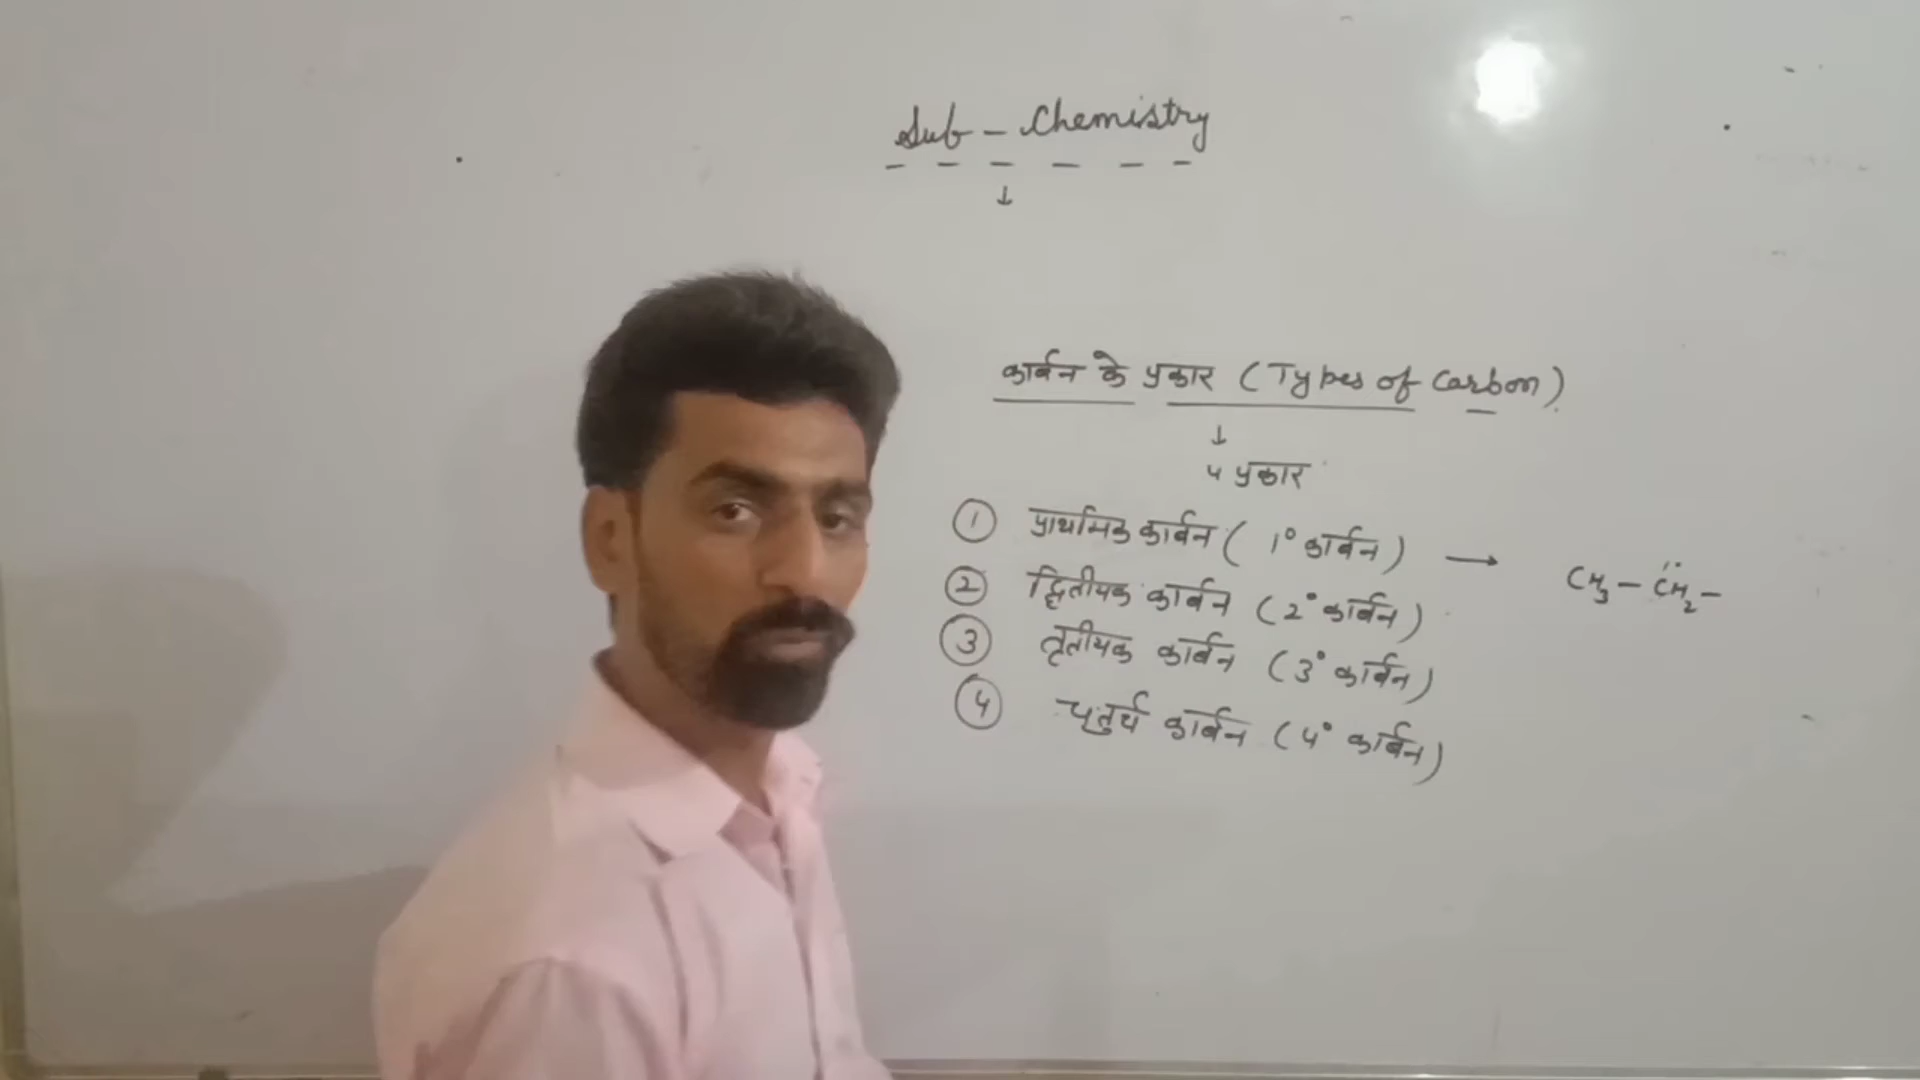 Sub - Chemistry
↓
कार्बन के प्रकार (Types of Carbon)
↓
4 प्रकार
① प्राथमिक कार्बन ( 1° कार्बन ) → CH₃ - CH₂ -
② द्वितीयक कार्बन (2° कार्बन )
③ तृतीयक कार्बन (3° कार्बन)
④ चतुर्थ कार्बन (4° कार्बन)